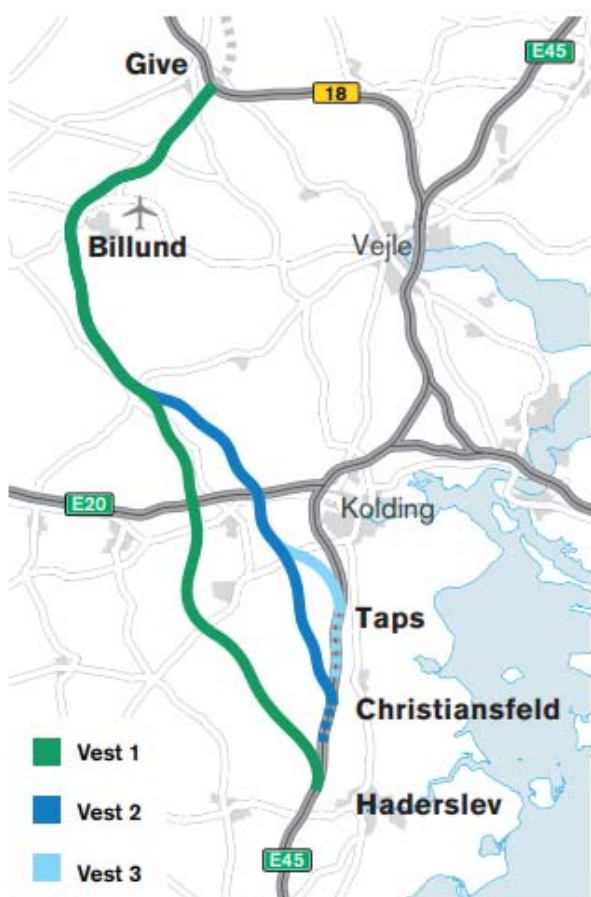 E45
Give
18
Billund
Vejle
E20
Kolding
Taps
Christiansfeld
Vest 1
Vest 2
Haderslev
E45
Vest 3